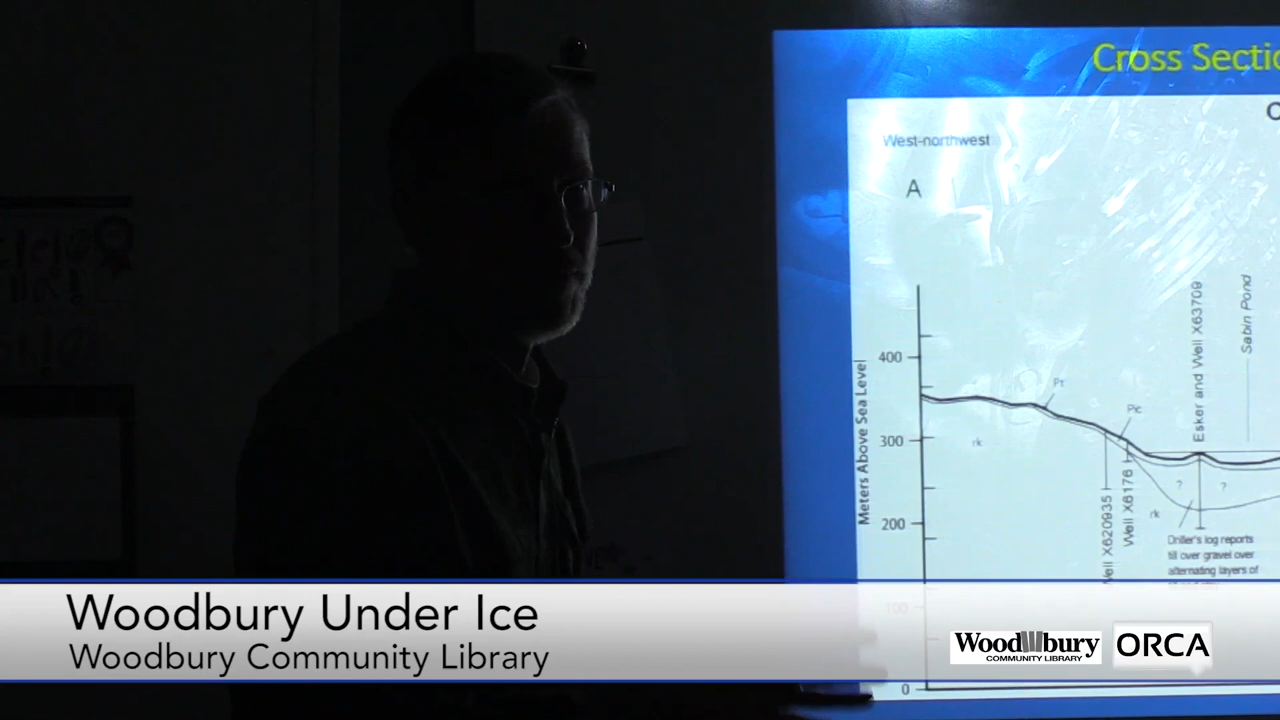 Cross Sectio
West-northwest
A
400
300
200
100
0
Meters Above Sea Level
rk
Pt
Pic
Well X620935
Well X6176
Esker and Well X63709
Sabin Pond
?
?
rk
Driller's log reports
till over gravel over
alternating layers of
Woodbury Under Ice
Woodbury Community Library
Woodbury
COMMUNITY LIBRARY
ORCA